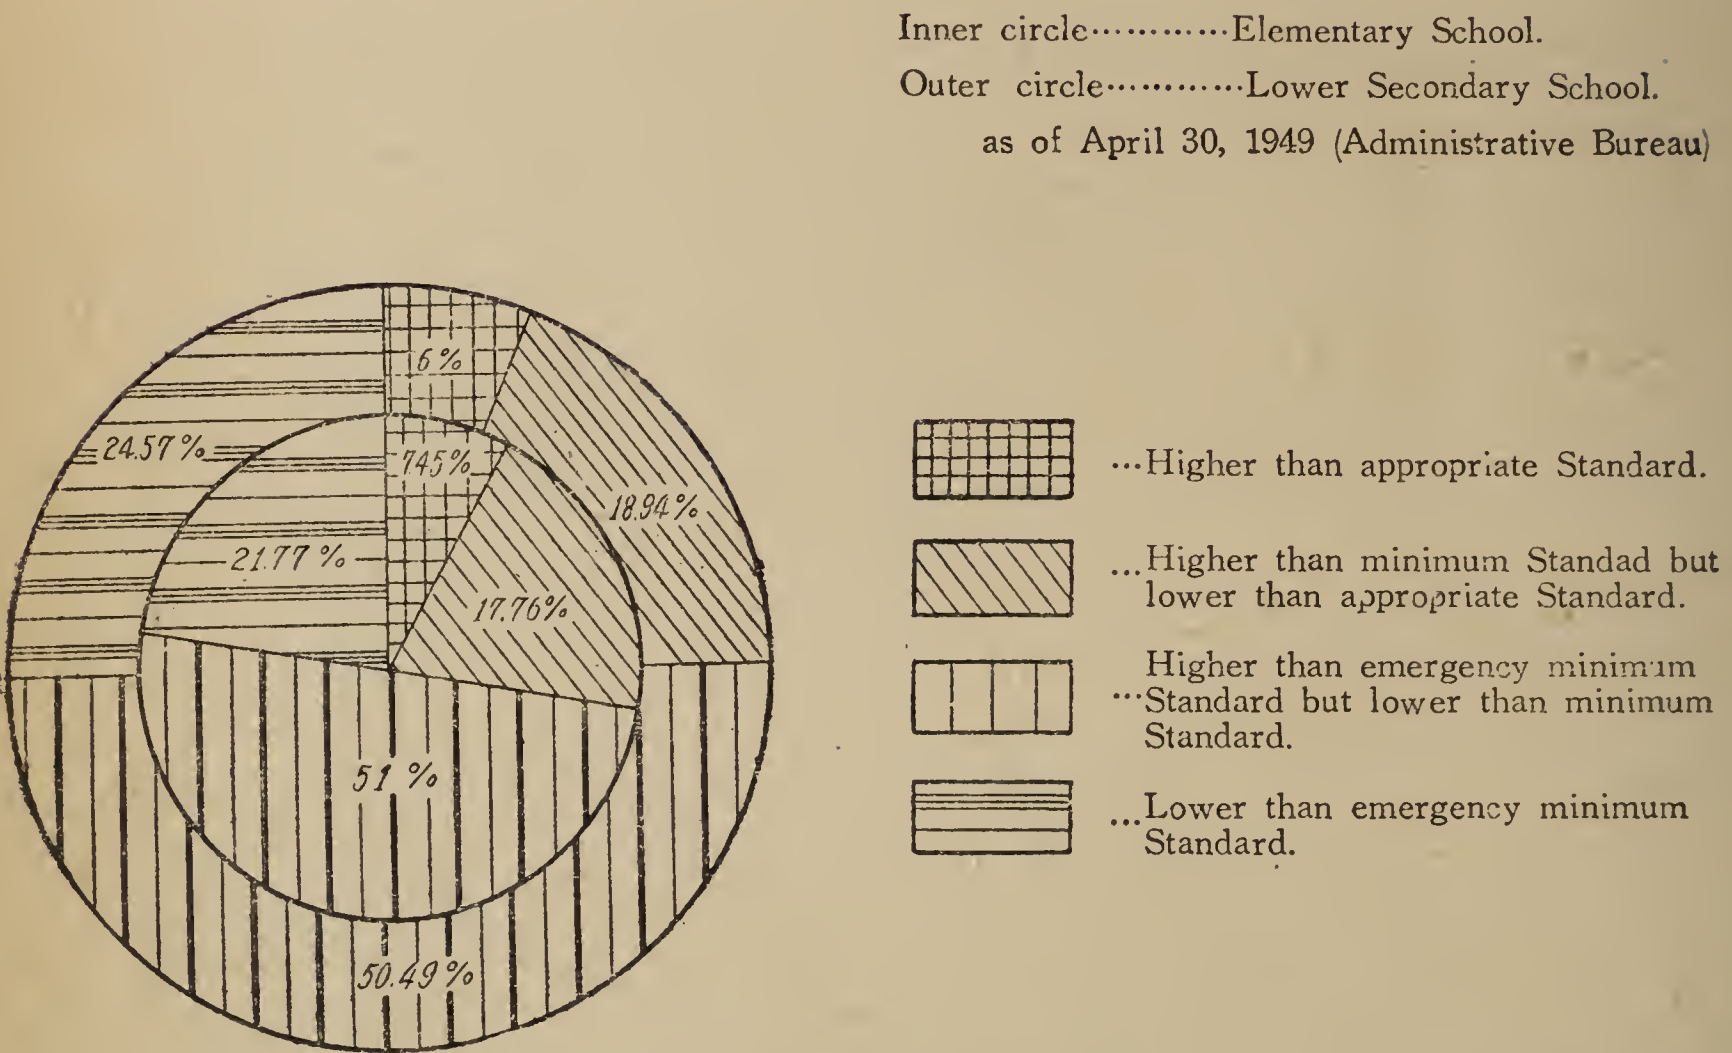 Inner circle············Elementary School.
Outer circle············Lower Secondary School.
as of April 30, 1949 (Administrative Bureau)
6%
24.57%
7.45%
18.94%
21.77%
17.76%
51%
50.49%
...Higher than appropriate Standard.
...Higher than minimum Standad but
lower than appropriate Standard.
Higher than emergency minimum
...Standard but lower than minimum
Standard.
...Lower than emergency minimum
Standard.